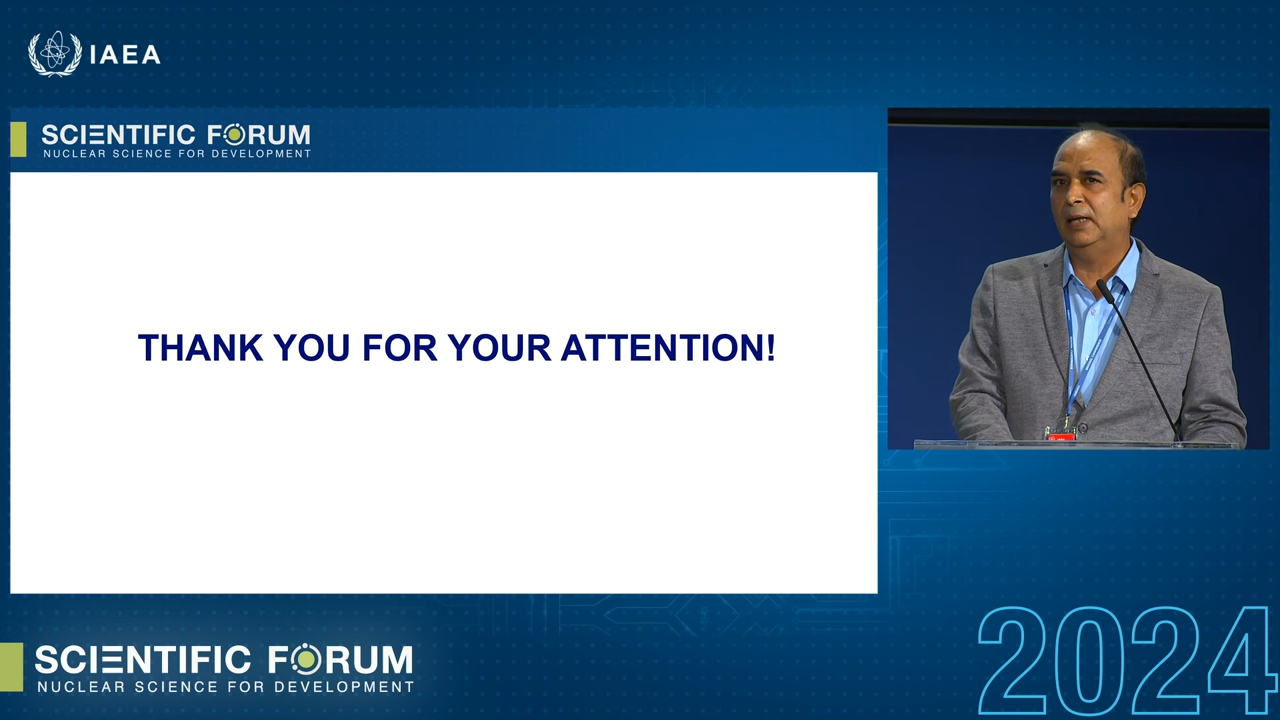 IAEA
SCIENTIFIC FORUM
NUCLEAR SCIENCE FOR DEVELOPMENT
THANK YOU FOR YOUR ATTENTION!
SCIENTIFIC FORUM
NUCLEAR SCIENCE FOR DEVELOPMENT
2024